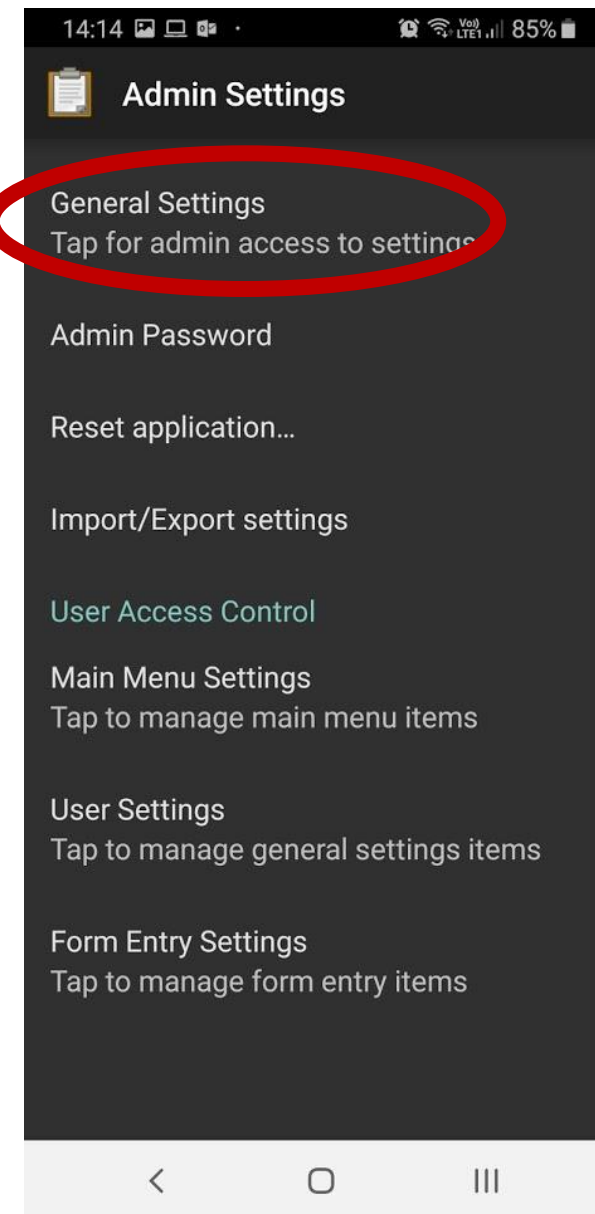 14:14 Vo)) LTE1 85%
Admin Settings
General Settings
Tap for admin access to settings
Admin Password
Reset application...
Import/Export settings
User Access Control
Main Menu Settings
Tap to manage main menu items
User Settings
Tap to manage general settings items
Form Entry Settings
Tap to manage form entry items